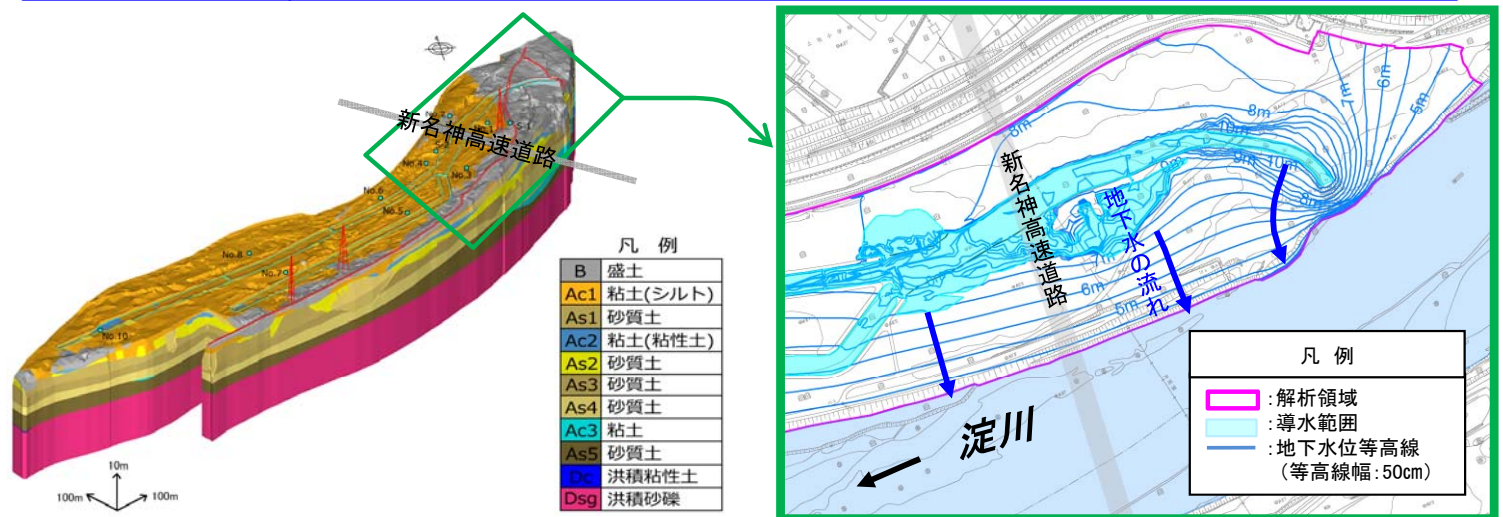 新名神高速道路
No.4
No.3
No.6
No.5
No.8
No.7
No.10
10m
100m
100m
凡 例
B 盛土
Ac1 粘土(シルト)
As1 砂質土
Ac2 粘土(粘性土)
As2 砂質土
As3 砂質土
As4 砂質土
Ac3 粘土
As5 砂質土
Dc 洪積粘性土
Dsg 洪積砂礫
8m
8m
7m
6m
5m
10m
9m
10m
新名神高速道路
地下水の流れ
7m
6m
5m
淀川
凡 例
:解析領域
:導水範囲
:地下水位等高線
(等高線幅:50cm)